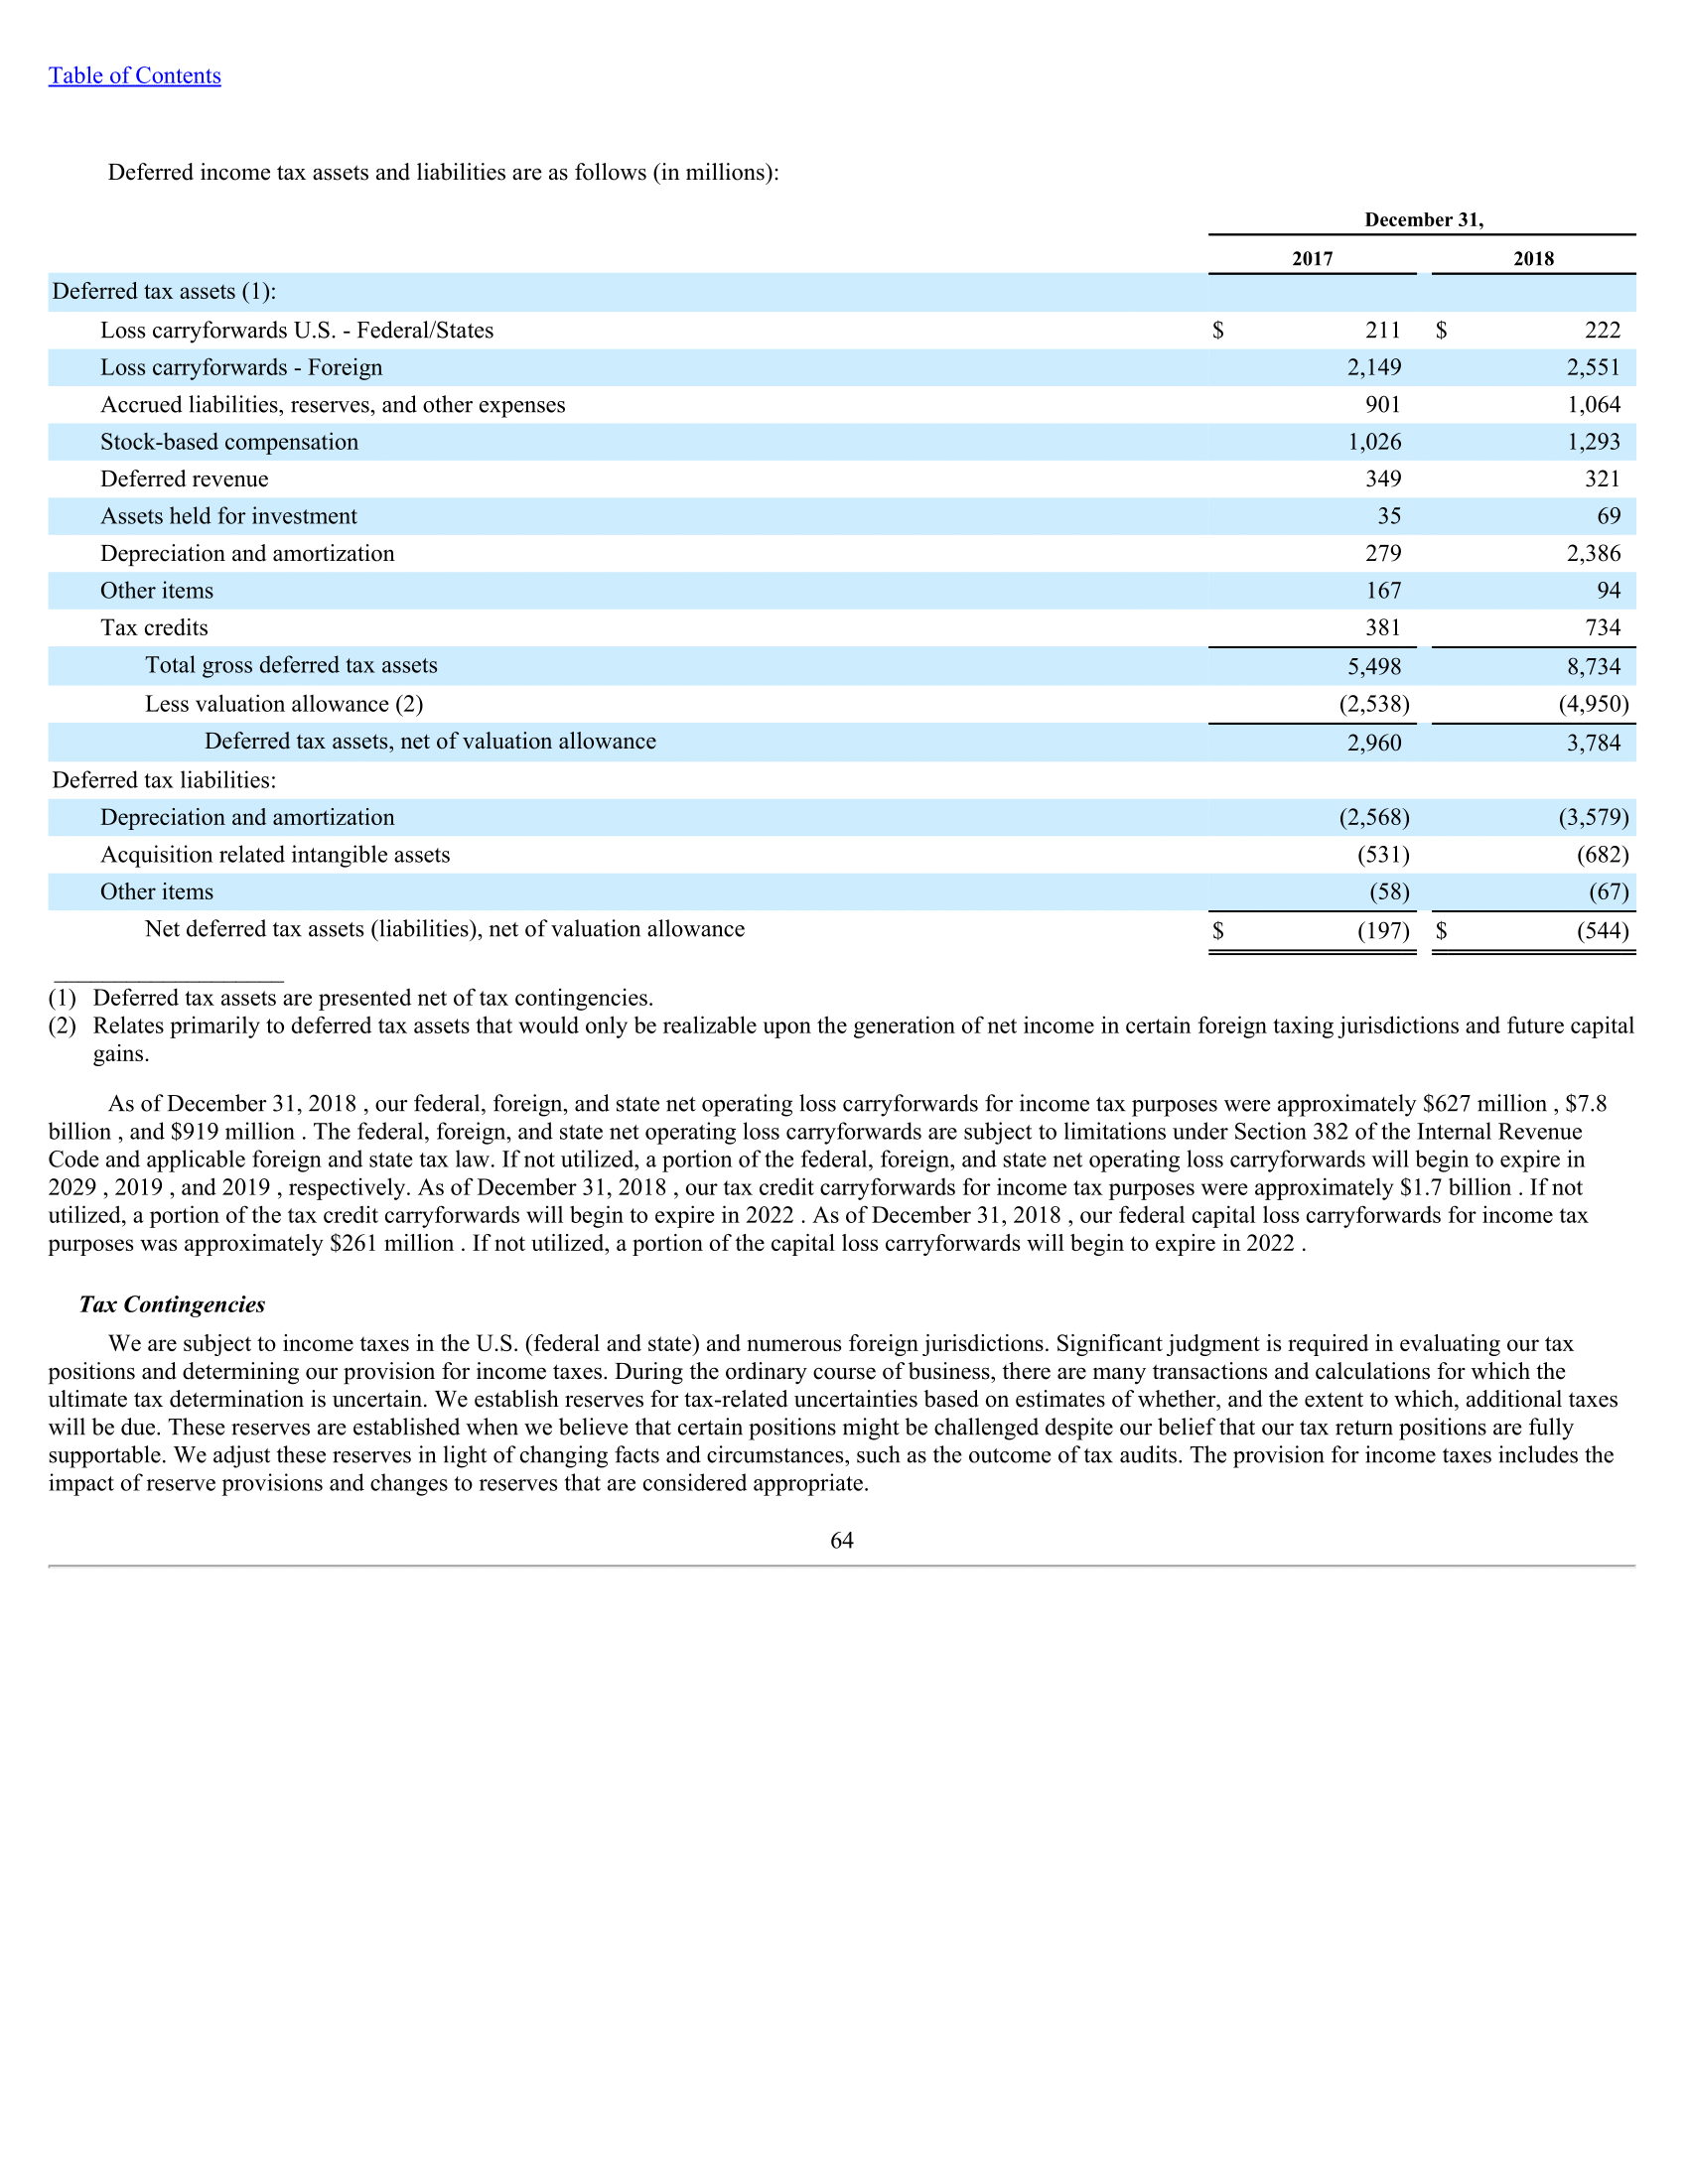 Table of Contents
Deferred income tax assets and liabilities are as follows (in millions):
December 31,
2017 2018
Deferred tax assets (1):
Loss carryforwards U.S. - Federal/States $ 211 $ 222
Loss carryforwards - Foreign 2,149 2,551
Accrued liabilities, reserves, and other expenses 901 1,064
Stock-based compensation 1,026 1,293
Deferred revenue 349 321
Assets held for investment 35 69
Depreciation and amortization 279 2,386
Other items 167 94
Tax credits 381 734
Total gross deferred tax assets 5,498 8,734
Less valuation allowance (2) (2,538) (4,950)
Deferred tax assets, net of valuation allowance 2,960 3,784
Deferred tax liabilities:
Depreciation and amortization (2,568) (3,579)
Acquisition related intangible assets (531) (682)
Other items (58) (67)
Net deferred tax assets (liabilities), net of valuation allowance $ (197) $ (544)
___________________
(1) Deferred tax assets are presented net of tax contingencies.
(2) Relates primarily to deferred tax assets that would only be realizable upon the generation of net income in certain foreign taxing jurisdictions and future capital
gains.
As of December 31, 2018 , our federal, foreign, and state net operating loss carryforwards for income tax purposes were approximately $627 million , $7.8
billion , and $919 million . The federal, foreign, and state net operating loss carryforwards are subject to limitations under Section 382 of the Internal Revenue
Code and applicable foreign and state tax law. If not utilized, a portion of the federal, foreign, and state net operating loss carryforwards will begin to expire in
2029 , 2019 , and 2019 , respectively. As of December 31, 2018 , our tax credit carryforwards for income tax purposes were approximately $1.7 billion . If not
utilized, a portion of the tax credit carryforwards will begin to expire in 2022 . As of December 31, 2018 , our federal capital loss carryforwards for income tax
purposes was approximately $261 million . If not utilized, a portion of the capital loss carryforwards will begin to expire in 2022 .
Tax Contingencies
We are subject to income taxes in the U.S. (federal and state) and numerous foreign jurisdictions. Significant judgment is required in evaluating our tax
positions and determining our provision for income taxes. During the ordinary course of business, there are many transactions and calculations for which the
ultimate tax determination is uncertain. We establish reserves for tax-related uncertainties based on estimates of whether, and the extent to which, additional taxes
will be due. These reserves are established when we believe that certain positions might be challenged despite our belief that our tax return positions are fully
supportable. We adjust these reserves in light of changing facts and circumstances, such as the outcome of tax audits. The provision for income taxes includes the
impact of reserve provisions and changes to reserves that are considered appropriate.
64